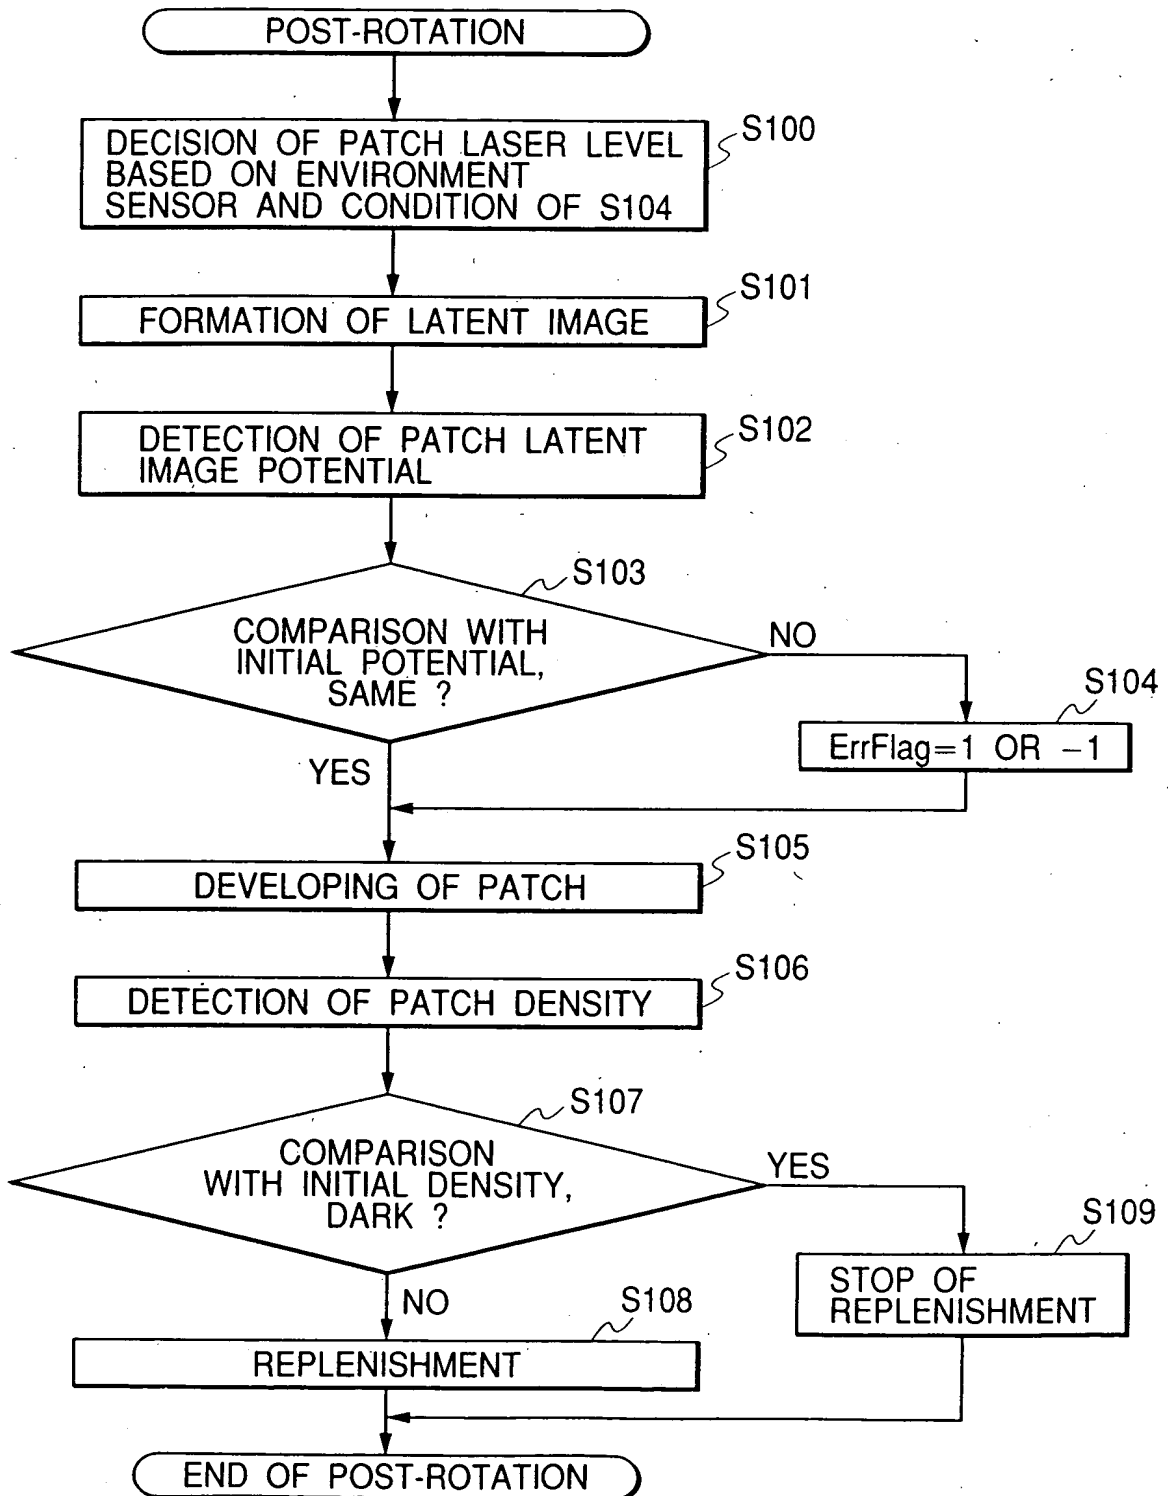 POST-ROTATION
S100
DECISION OF PATCH LASER LEVEL
BASED ON ENVIRONMENT
SENSOR AND CONDITION OF S104
S101
FORMATION OF LATENT IMAGE
S102
DETECTION OF PATCH LATENT
IMAGE POTENTIAL
S103
COMPARISON WITH
INITIAL POTENTIAL,
SAME ?
NO
S104
ErrFlag=1 OR −1
YES
S105
DEVELOPING OF PATCH
S106
DETECTION OF PATCH DENSITY
S107
COMPARISON
WITH INITIAL DENSITY,
DARK ?
YES
S109
STOP OF
REPLENISHMENT
NO
S108
REPLENISHMENT
END OF POST-ROTATION